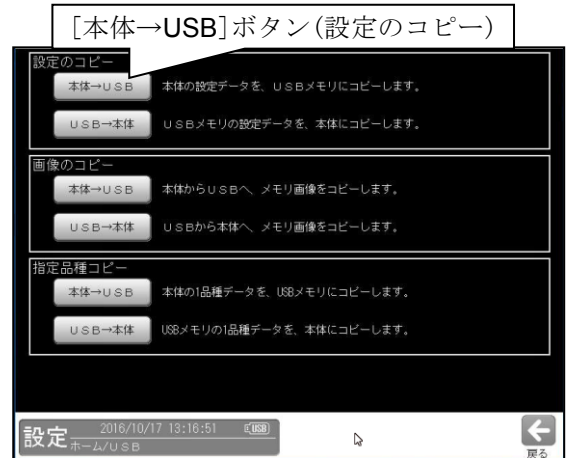 [本体→USB]ボタン(設定のコピー)
設定のコピー
本体→USB 本体の設定データを、USBメモリにコピーします。
USB→本体 USBメモリの設定データを、本体にコピーします。
画像のコピー
本体→USB 本体からUSBへ、メモリ画像をコピーします。
USB→本体 USBから本体へ、メモリ画像をコピーします。
指定品種コピー
本体→USB 本体の1品種データを、USBメモリにコピーします。
USB→本体 USBメモリの1品種データを、本体にコピーします。
設定 2016/10/17 13:16:51 USB
ホーム/USB
戻る